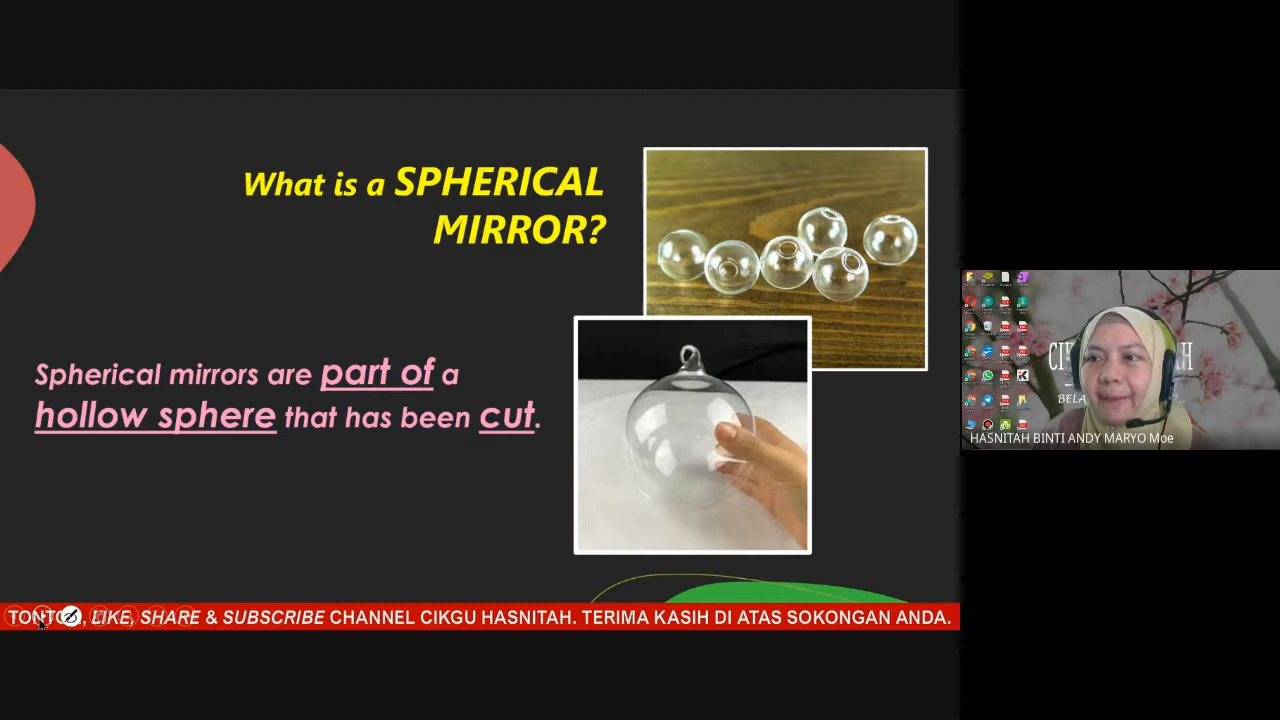 What is a SPHERICAL
MIRROR?
Spherical mirrors are part of a
hollow sphere that has been cut.
HASNITAH BINTI ANDY MARYO Moe
TONTON, LIKE, SHARE & SUBSCRIBE CHANNEL CIKGU HASNITAH. TERIMA KASIH DI ATAS SOKONGAN ANDA.